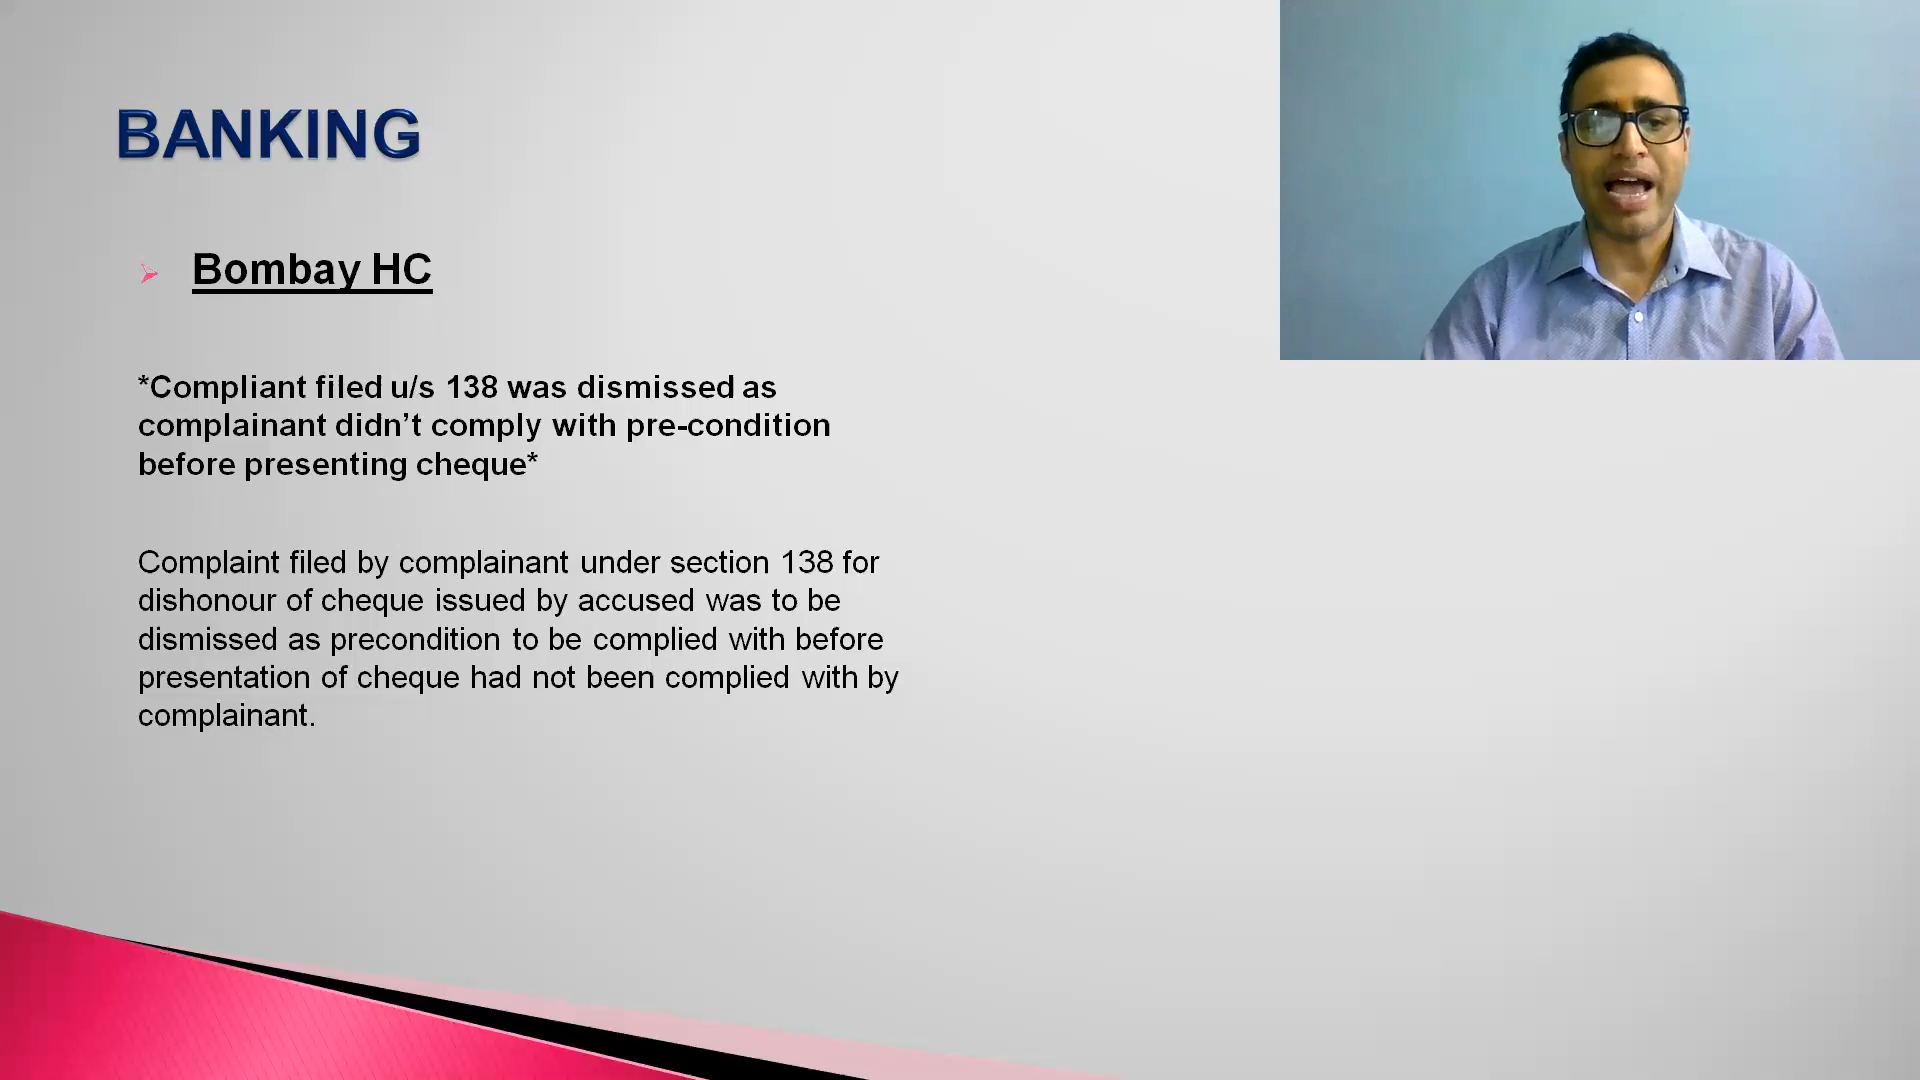 BANKING
Bombay HC
*Compliant filed u/s 138 was dismissed as
complainant didn’t comply with pre-condition
before presenting cheque*
Complaint filed by complainant under section 138 for
dishonour of cheque issued by accused was to be
dismissed as precondition to be complied with before
presentation of cheque had not been complied with by
complainant.